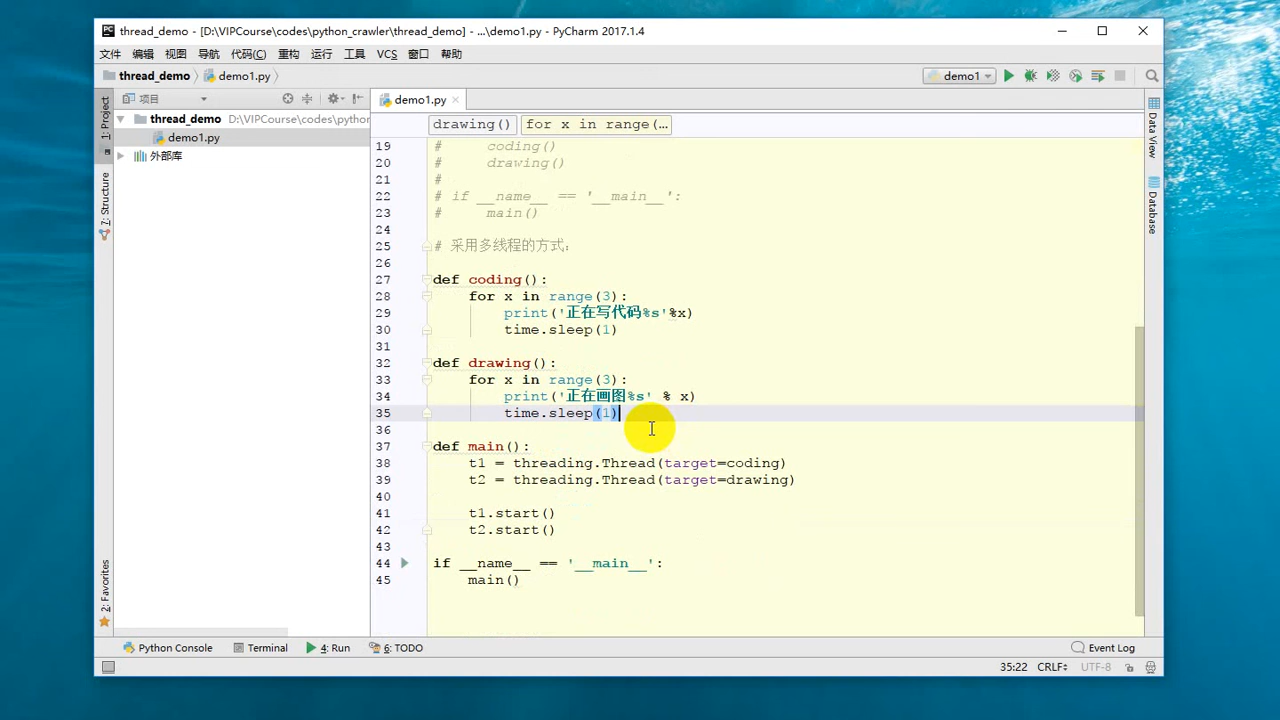 thread_demo - [D:\VIPCourse\codes\python_crawler\thread_demo] - ...\demo1.py - PyCharm 2017.1.4
文件 编辑 视图 导航 代码(C) 重构 运行 工具 VCS 窗口 帮助
thread_demo demo1.py demo1
1: Project 项目 demo1.py
thread_demo D:\VIPCourse\codes\python
demo1.py
外部库
7: Structure
2: Favorites
drawing() for x in range(...
19 # coding()
20 # drawing()
21 #
22 # if __name__ == '__main__':
23 # main()
24
25 # 采用多线程的方式：
26
27 def coding():
28 for x in range(3):
29 print('正在写代码%s'%x)
30 time.sleep(1)
31
32 def drawing():
33 for x in range(3):
34 print('正在画图%s' % x)
35 time.sleep(1)
36
37 def main():
38 t1 = threading.Thread(target=coding)
39 t2 = threading.Thread(target=drawing)
40
41 t1.start()
42 t2.start()
43
44 if __name__ == '__main__':
45 main()
Data View
Database
Python Console Terminal 4: Run 6: TODO Event Log
35:22 CRLF UTF-8